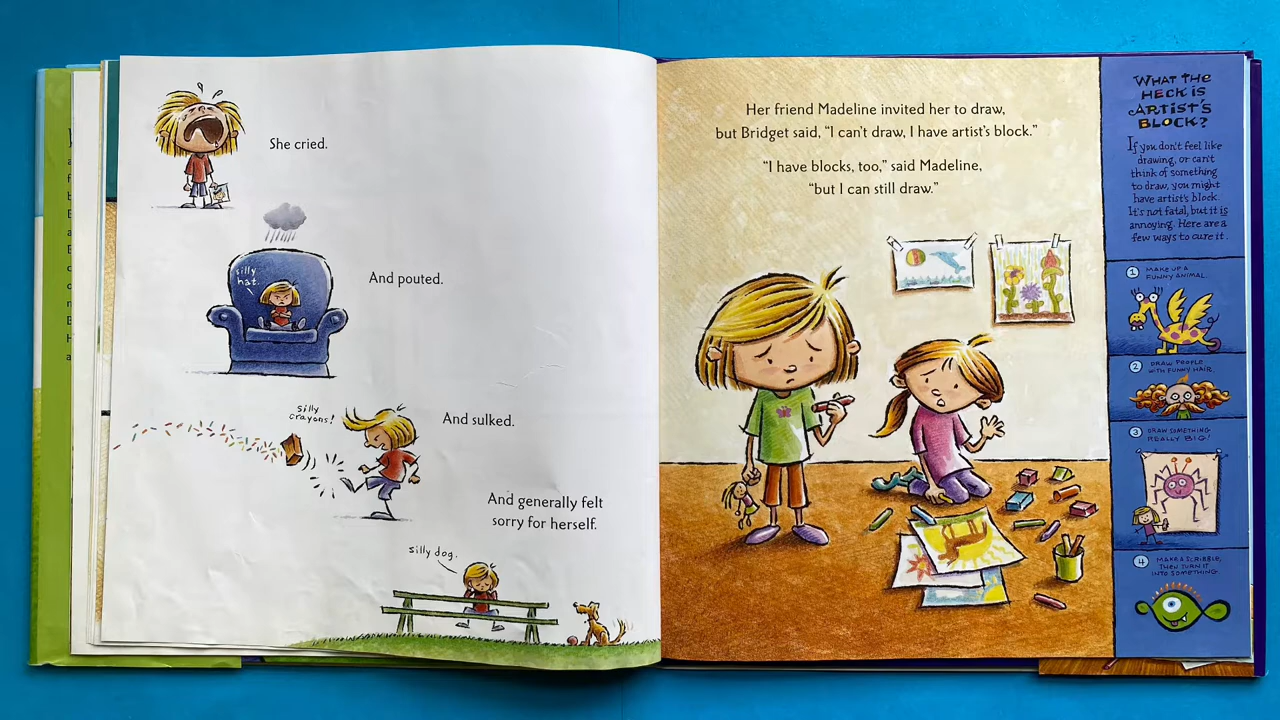 She cried.
silly
hat.
And pouted.
silly
crayons!
And sulked.
And generally felt
sorry for herself.
silly dog.
Her friend Madeline invited her to draw,
but Bridget said, “I can’t draw, I have artist’s block.”
“I have blocks, too,” said Madeline,
“but I can still draw.”
WHAT THE
HECK IS
ARTIST'S
BLOCK?
If you don't feel like
drawing, or can't
think of something
to draw, you might
have artist's block.
It's not fatal, but it is
annoying. Here are a
few ways to cure it.
1 MAKE UP A
FUNNY ANIMAL.
2 DRAW PEOPLE
WITH FUNNY HAIR.
3 DRAW SOMETHING
REALLY BIG!
4 MAKE A SCRIBBLE,
THEN TURN IT
INTO SOMETHING.